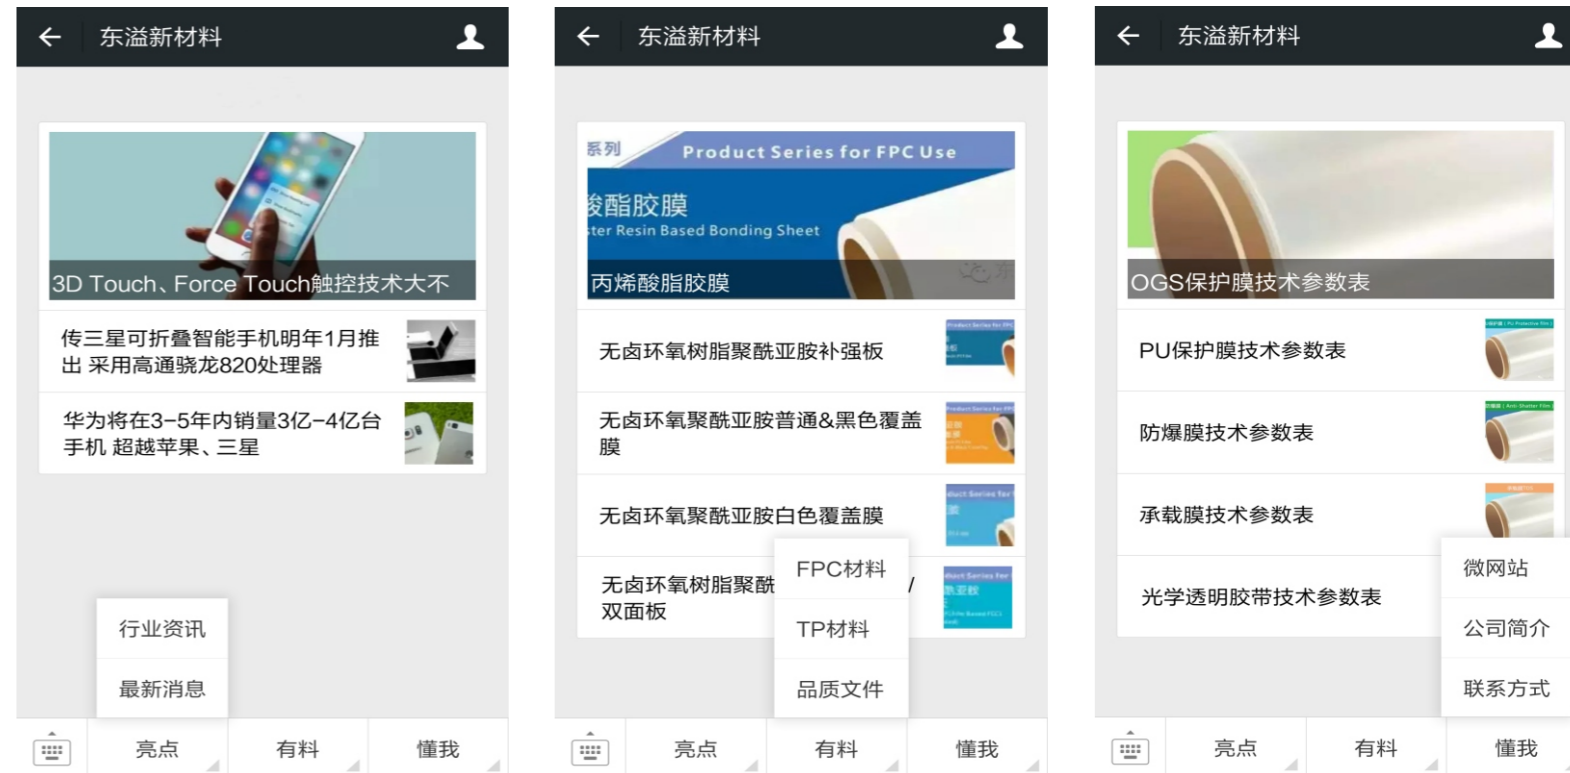 东溢新材料
3D Touch、Force Touch触控技术大不
传三星可折叠智能手机明年1月推
出 采用高通骁龙820处理器
华为将在3-5年内销量3亿-4亿台
手机 超越苹果、三星
行业资讯
最新消息
亮点
有料
懂我
东溢新材料
系列
Product Series for FPC Use
酸酯胶膜
ster Resin Based Bonding Sheet
丙烯酸脂胶膜
无卤环氧树脂聚酰亚胺补强板
无卤环氧聚酰亚胺普通&黑色覆盖
膜
无卤环氧聚酰亚胺白色覆盖膜
无卤环氧树脂聚酰
/
双面板
FPC材料
TP材料
品质文件
亮点
有料
懂我
东溢新材料
OGS保护膜技术参数表
PU保护膜技术参数表
防爆膜技术参数表
承载膜技术参数表
光学透明胶带技术参数表
微网站
公司简介
联系方式
亮点
有料
懂我